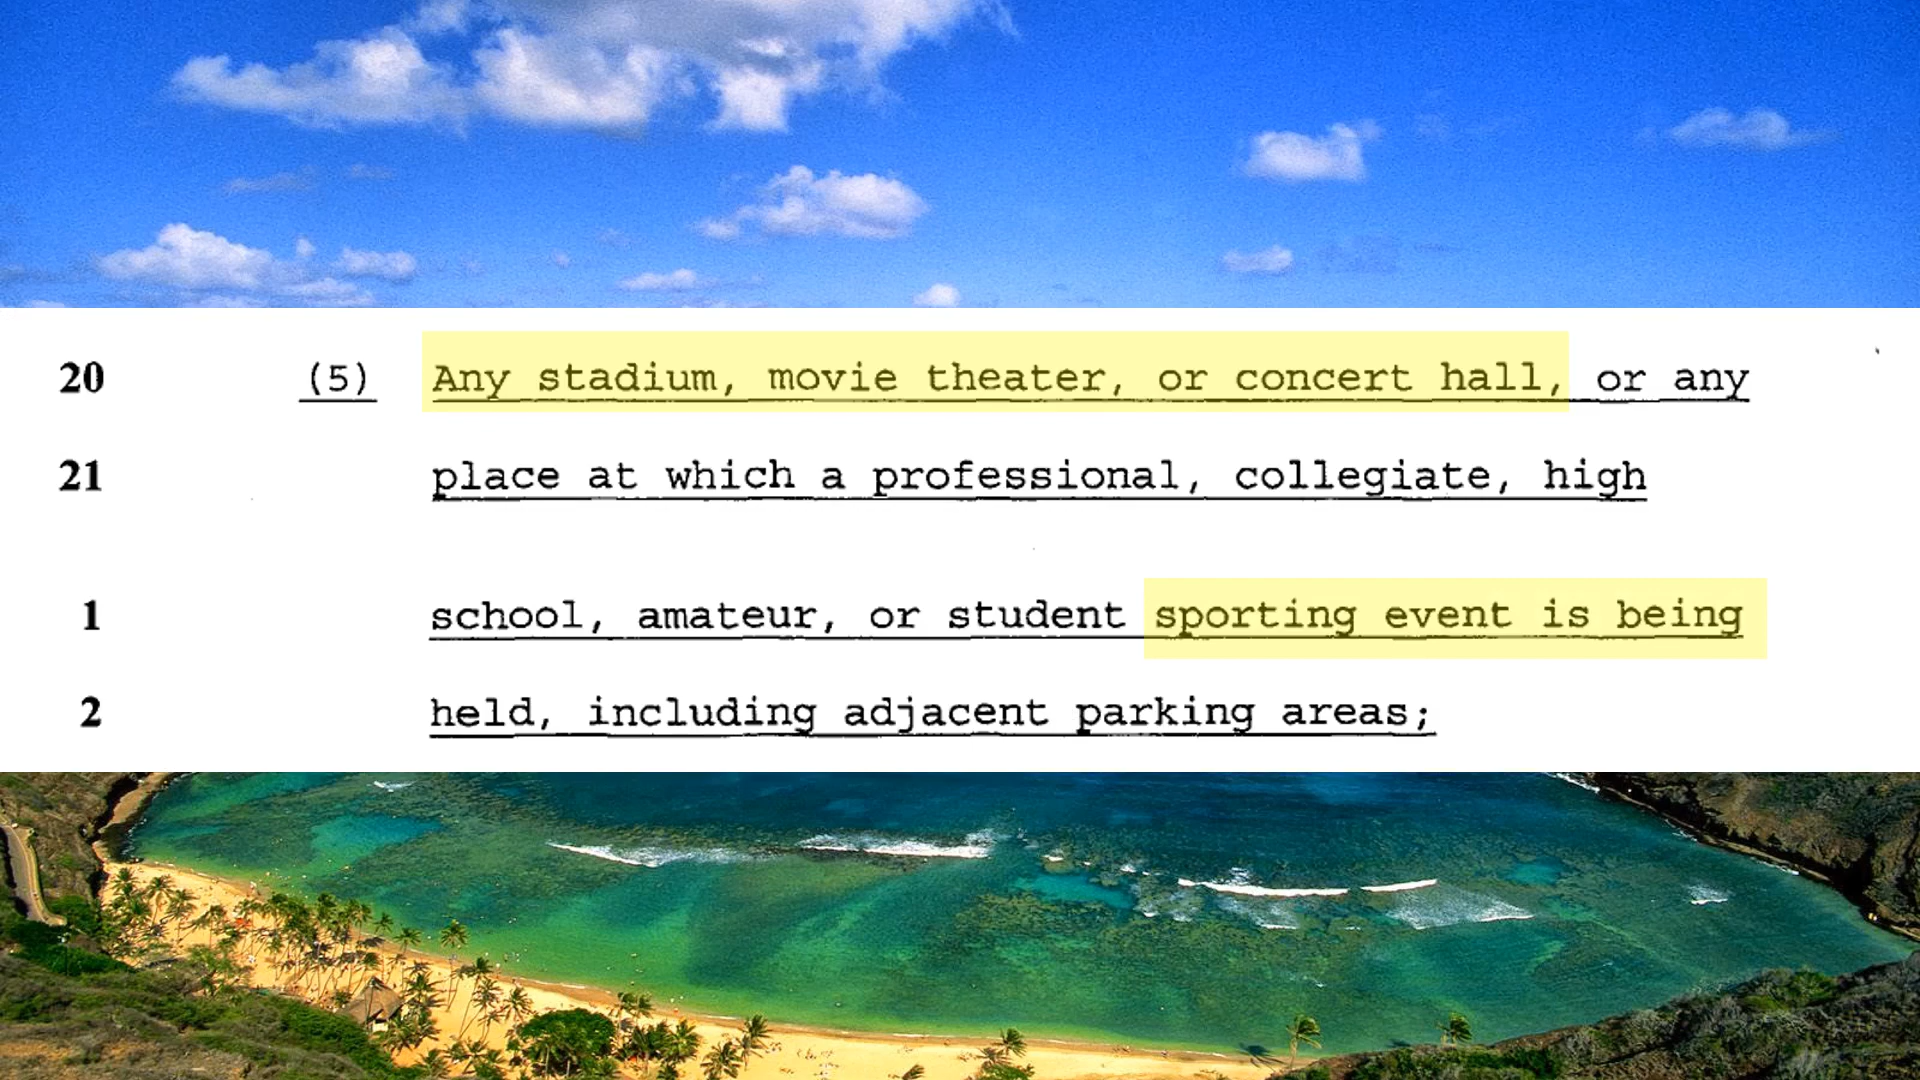 20 (5) Any stadium, movie theater, or concert hall, or any
21 place at which a professional, collegiate, high
1 school, amateur, or student sporting event is being
2 held, including adjacent parking areas;